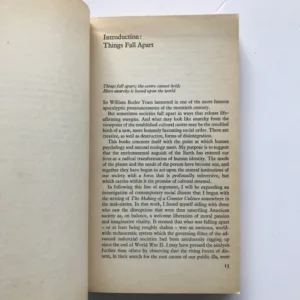 Introduction:
Things Fall Apart
Things fall apart; the centre cannot hold;
Mere anarchy is loosed upon the world
So William Butler Yeats lamented in one of the most famous
apocalyptic pronouncements of the twentieth century.
But sometimes societies fall apart in ways that release life-
affirming energies. And what may look like anarchy from the
viewpoint of the established cultural centre may be the troubled
birth of a new, more humanly becoming social order. There are
creative, as well as destructive, forms of disintegration.
This book concerns itself with the point at which human
psychology and natural ecology meet. My purpose is to suggest
that the environmental anguish of the Earth has entered our
lives as a radical transformation of human identity. The needs
of the planet and the needs of the person have become one, and
together they have begun to act upon the central institutions of
our society with a force that is profoundly subversive, but
which carries within it the promise of cultural renewal.
In following this line of argument, I will be expanding an
investigation of contemporary social dissent that I began with
the writing of The Making of a Counter Culture somewhere in
the mid-sixties. In that work, I found myself siding with those
who saw the disruptions that were then unsettling American
society as, on balance, a welcome liberation of moral passion
and imaginative vitality. It seemed that what was falling apart
– or at least being roughly shaken – was an onerous, world-
wide technocratic system which the governing élites of the ad-
vanced industrial societies had been assiduously rigging up
since the end of World War II. I may have pressed the analysis
further than others by observing that the rising forces of dis-
sent, in their search for the root causes of our public ills, were
15